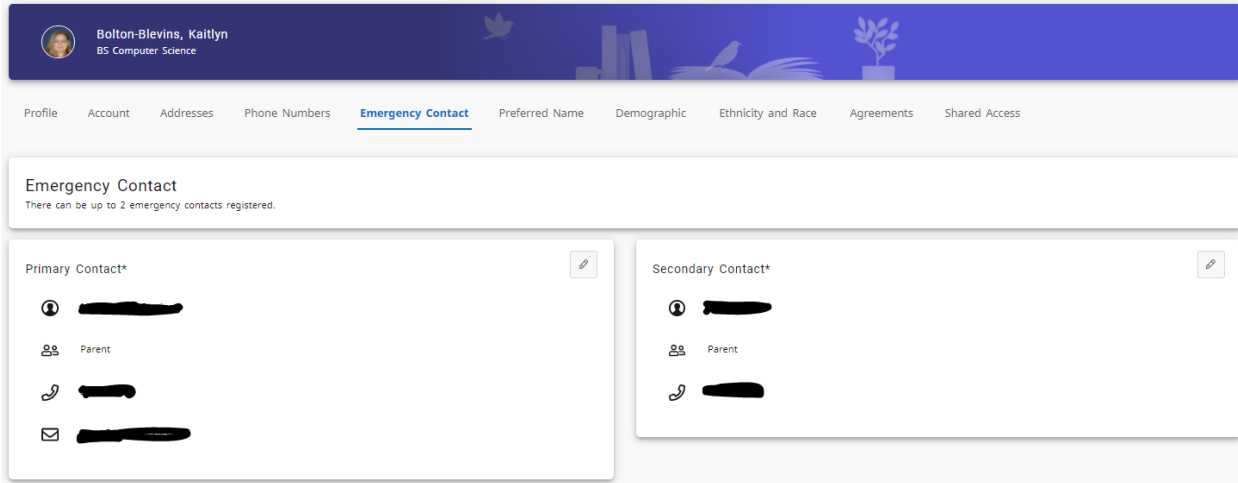 Bolton-Blevins, Kaitlyn
BS Computer Science
Profile Account Addresses Phone Numbers Emergency Contact Preferred Name Demographic Ethnicity and Race Agreements Shared Access
Emergency Contact
There can be up to 2 emergency contacts registered.
Primary Contact*
Parent
Secondary Contact*
Parent